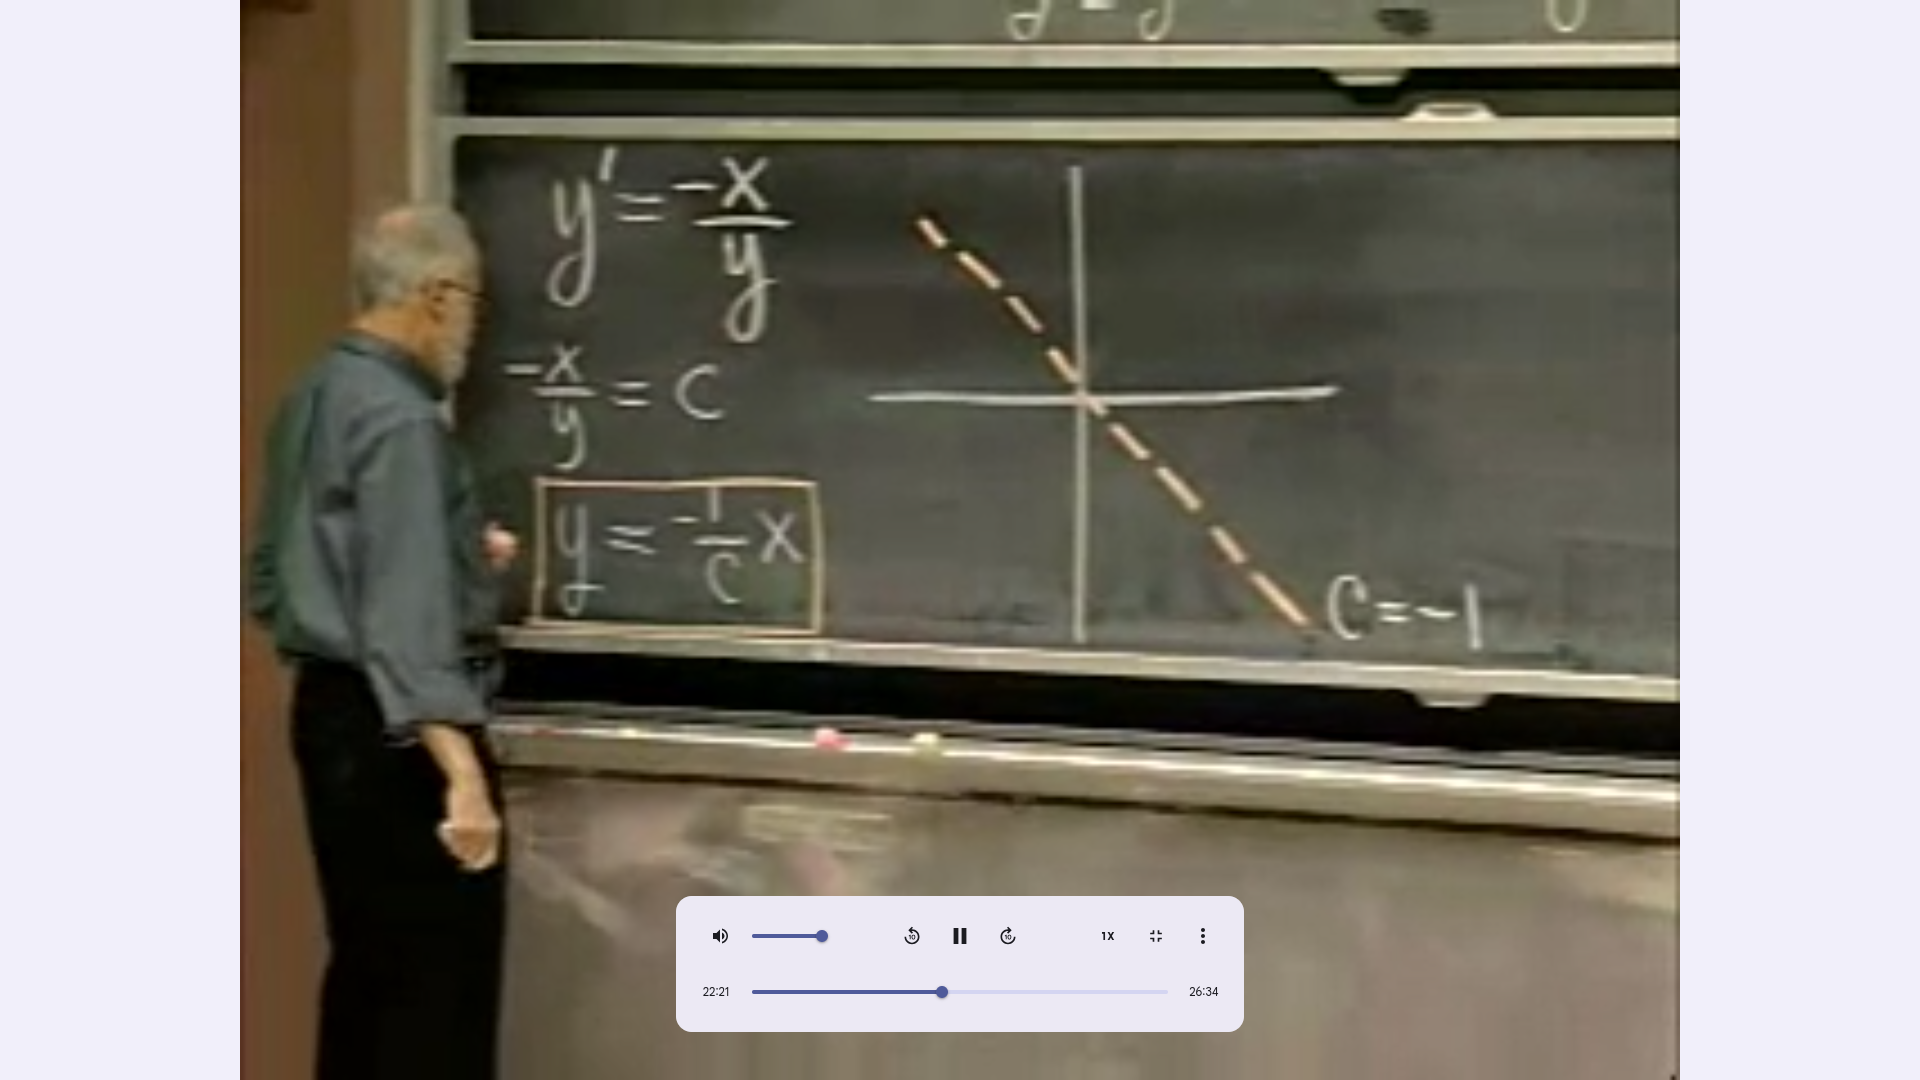 y' = -x/y
-x/y = C
y = -1/C x
C = -1
1X
22:21
26:34